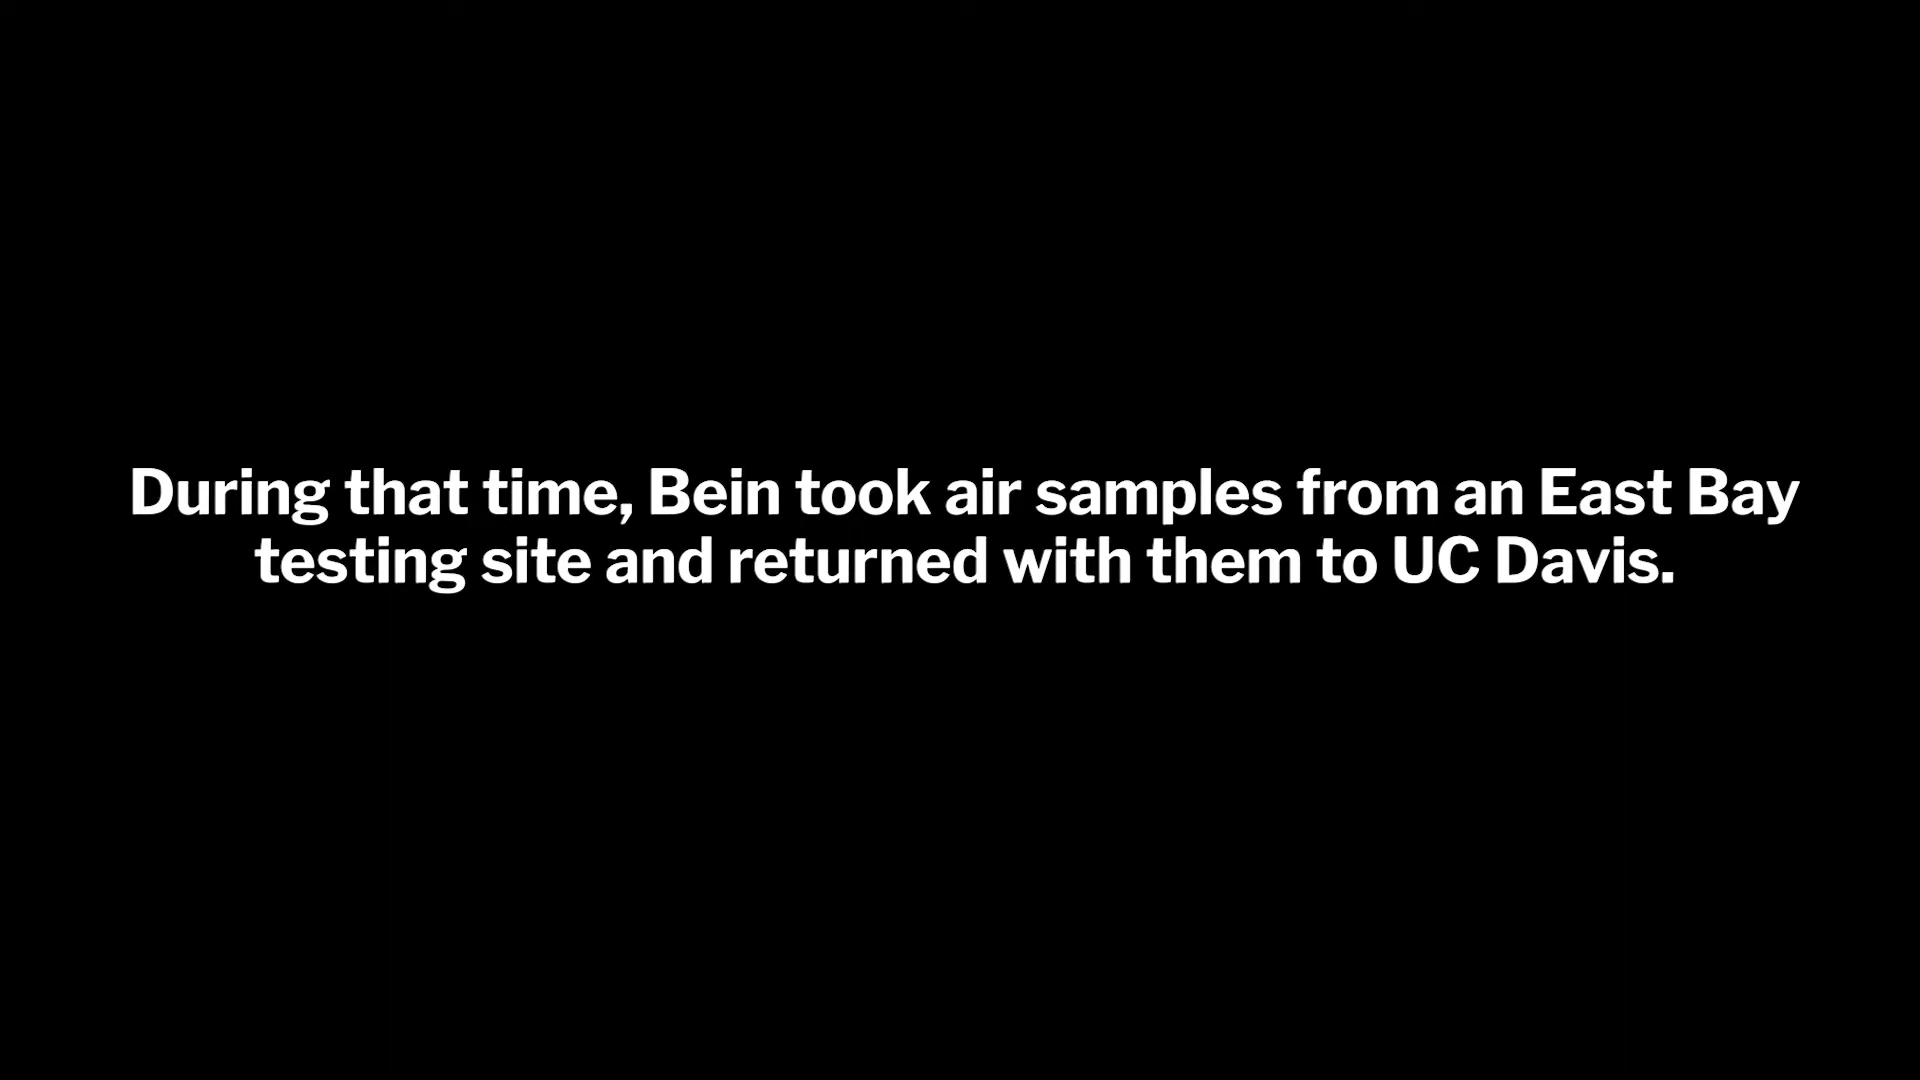 During that time, Bein took air samples from an East Bay
testing site and returned with them to UC Davis.